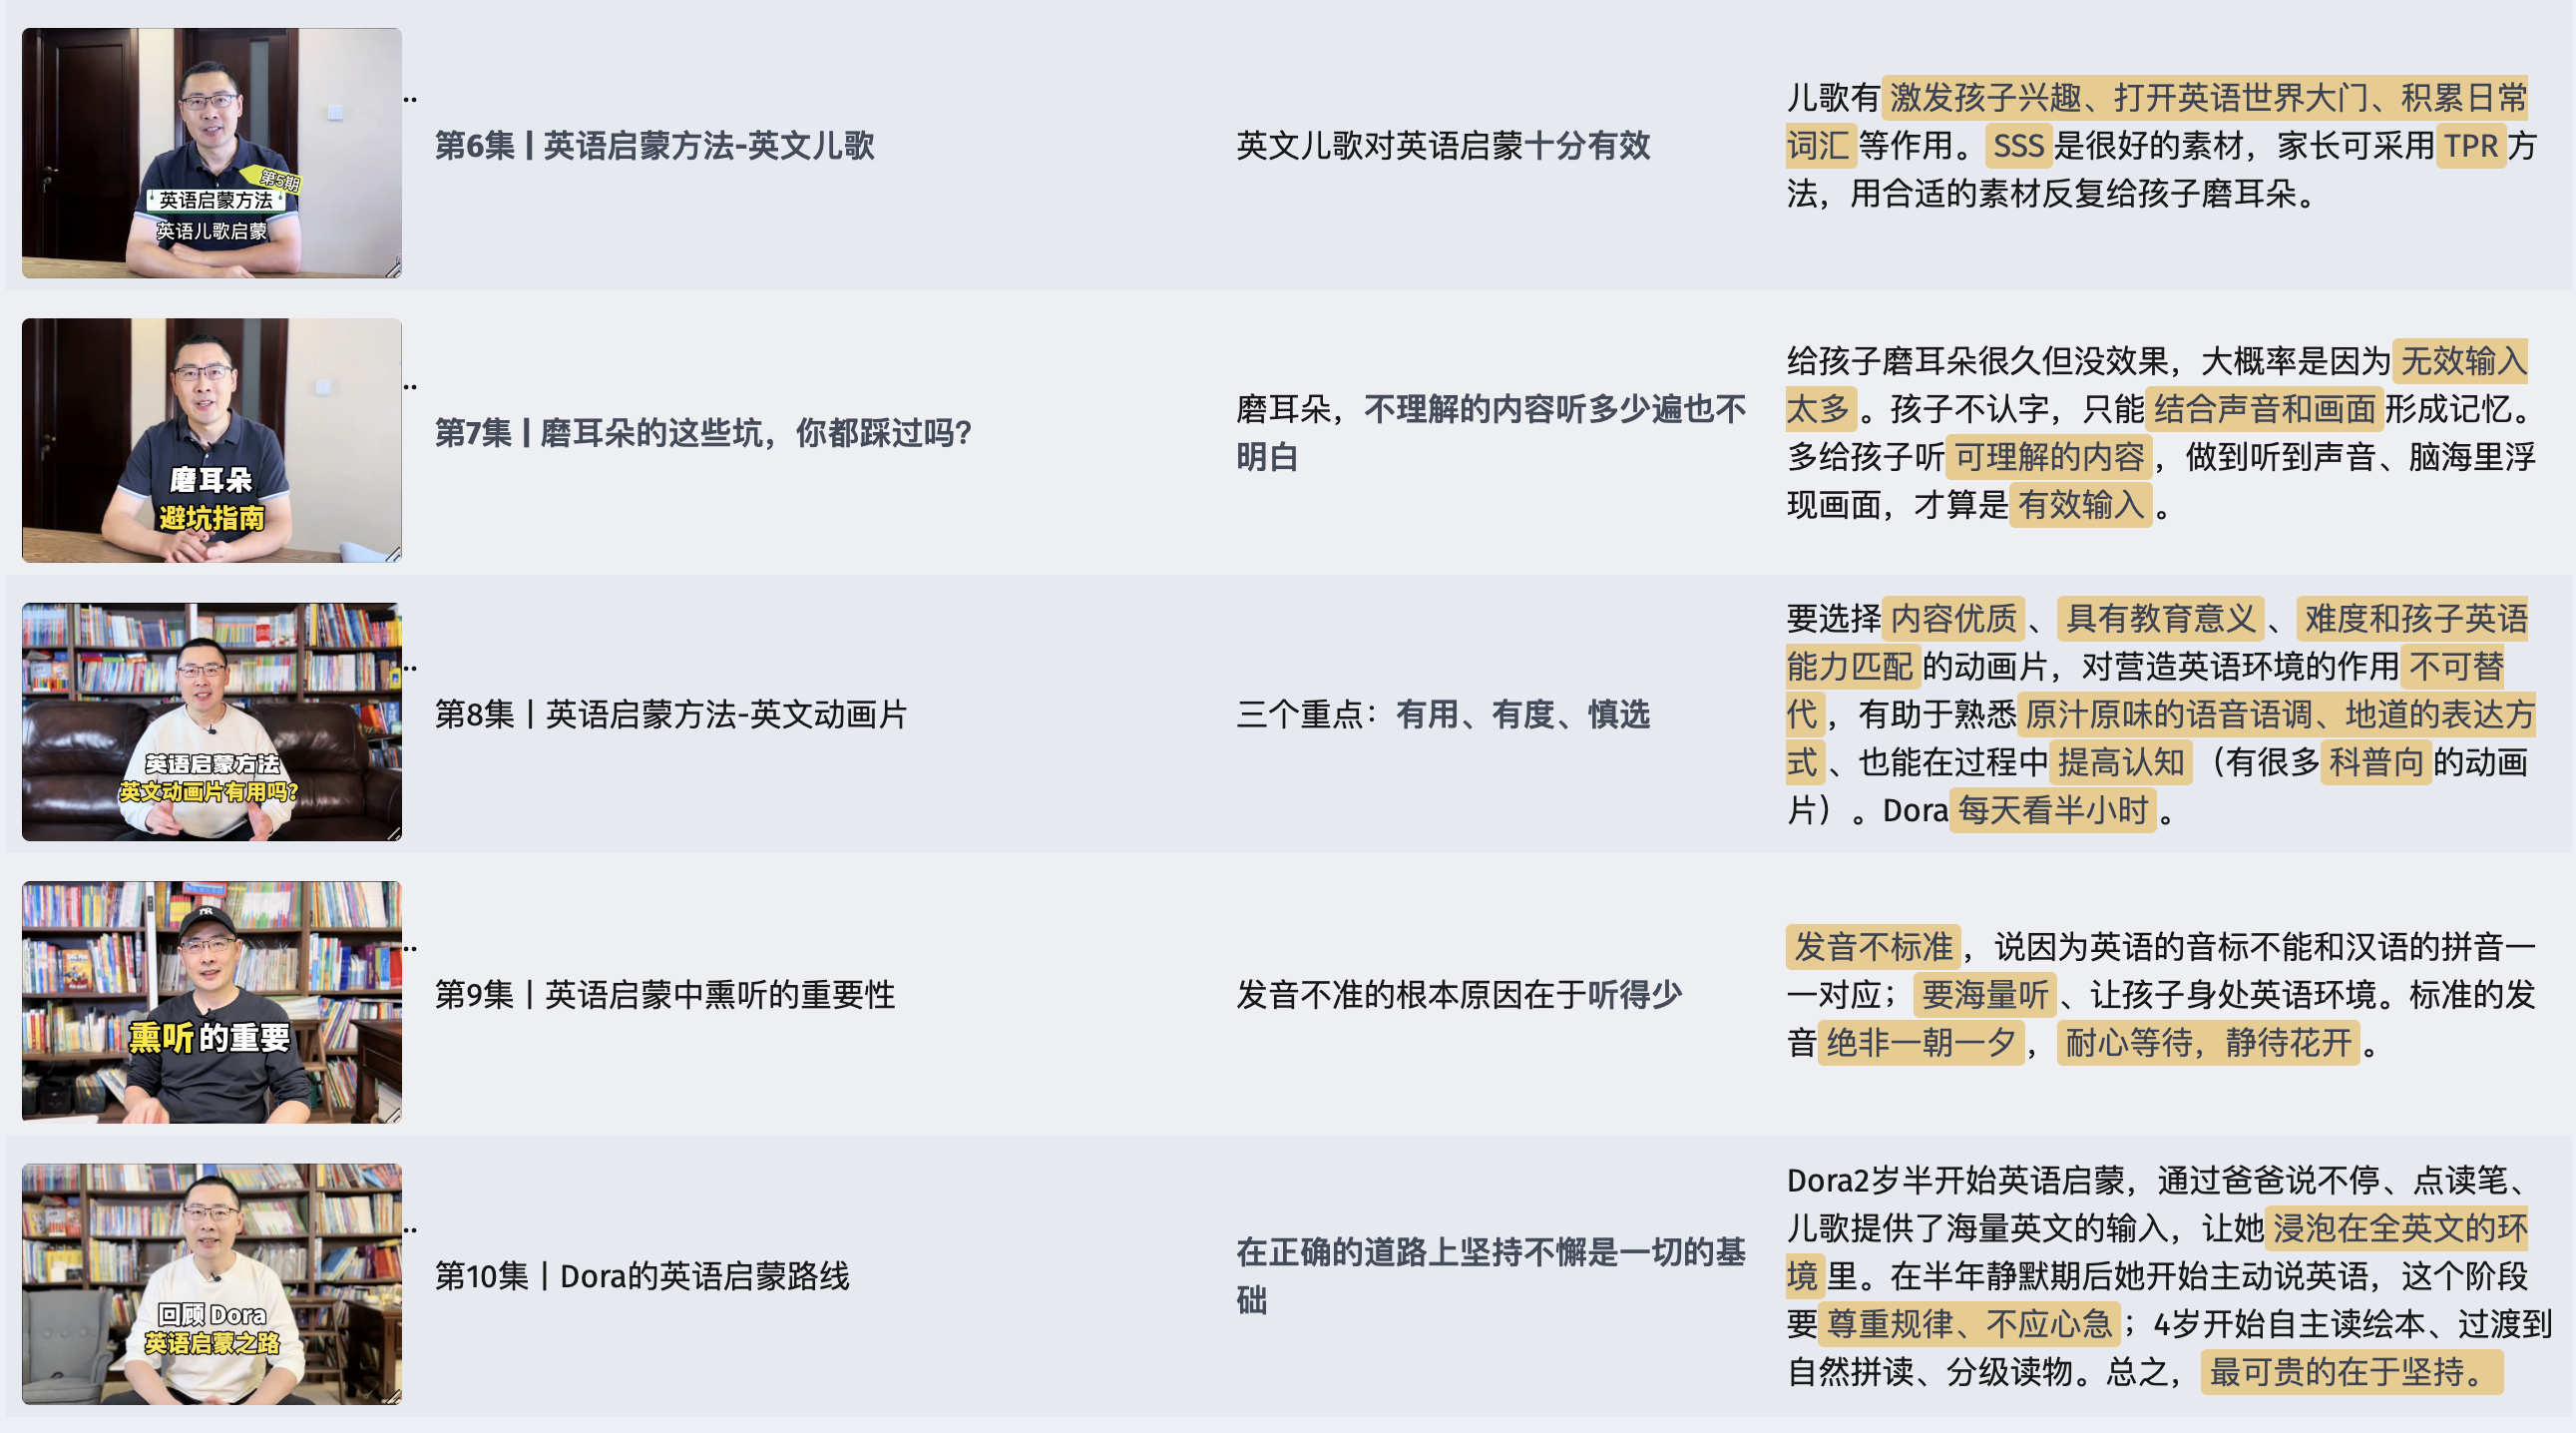 第5期
英语启蒙方法
英语儿歌启蒙
..
第6集 | 英语启蒙方法-英文儿歌
英文儿歌对英语启蒙十分有效
儿歌有激发孩子兴趣、打开英语世界大门、积累日常
词汇等作用。SSS是很好的素材，家长可采用TPR方
法，用合适的素材反复给孩子磨耳朵。
磨耳朵
避坑指南
..
第7集 | 磨耳朵的这些坑，你都踩过吗？
磨耳朵，不理解的内容听多少遍也不
明白
给孩子磨耳朵很久但没效果，大概率是因为无效输入
太多。孩子不认字，只能结合声音和画面形成记忆。
多给孩子听可理解的内容，做到听到声音、脑海里浮
现画面，才算是有效输入。
英语启蒙方法
英文动画片有用吗？
..
第8集 | 英语启蒙方法-英文动画片
三个重点：有用、有度、慎选
要选择内容优质、具有教育意义、难度和孩子英语
能力匹配的动画片，对营造英语环境的作用不可替
代，有助于熟悉原汁原味的语音语调、地道的表达方
式、也能在过程中提高认知（有很多科普向的动画
片）。Dora每天看半小时。
熏听的重要
..
第9集 | 英语启蒙中熏听的重要性
发音不准的根本原因在于听得少
发音不标准，说因为英语的音标不能和汉语的拼音一
一对应；要海量听、让孩子身处英语环境。标准的发
音绝非一朝一夕，耐心等待，静待花开。
回顾 Dora
英语启蒙之路
..
第10集 | Dora的英语启蒙路线
在正确的道路上坚持不懈是一切的基
础
Dora2岁半开始英语启蒙，通过爸爸说不停、点读笔、
儿歌提供了海量英文的输入，让她浸泡在全英文的环
境里。在半年静默期后她开始主动说英语，这个阶段
要尊重规律、不应心急；4岁开始自主读绘本、过渡到
自然拼读、分级读物。总之，最可贵的在于坚持。